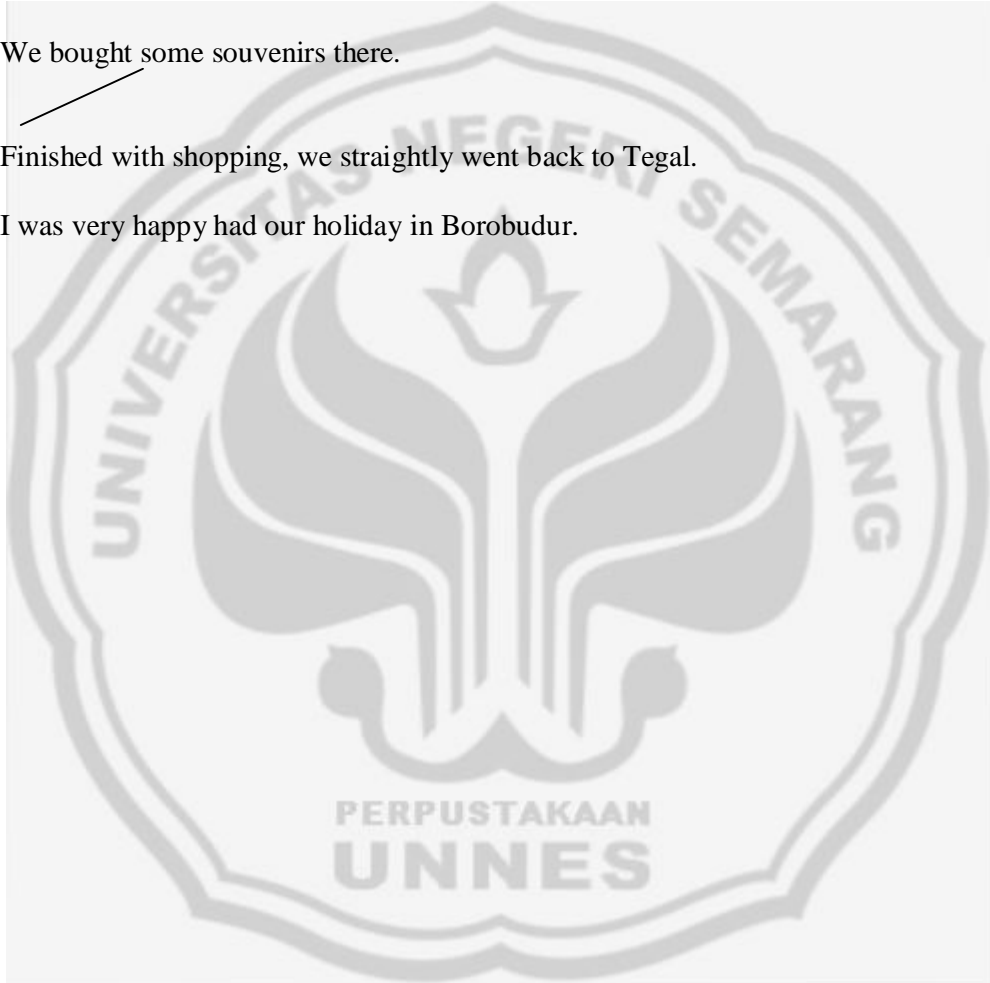 We bought some souvenirs there.
Finished with shopping, we straightly went back to Tegal.
I was very happy had our holiday in Borobudur.
UNIVERSITAS NEGERI SEMARANG
PERPUSTAKAAN
UNNES